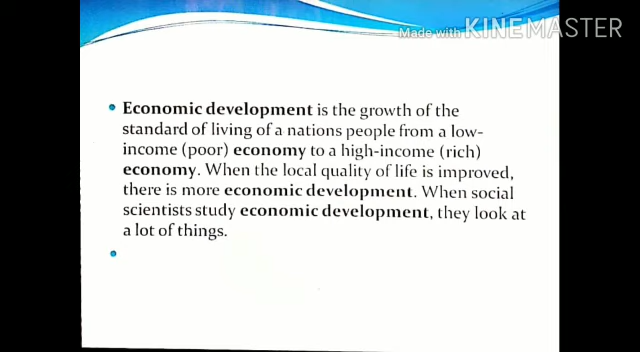 Made with KINEMASTER
Economic development is the growth of the
standard of living of a nations people from a low-
income (poor) economy to a high-income (rich)
economy. When the local quality of life is improved,
there is more economic development. When social
scientists study economic development, they look at
a lot of things.